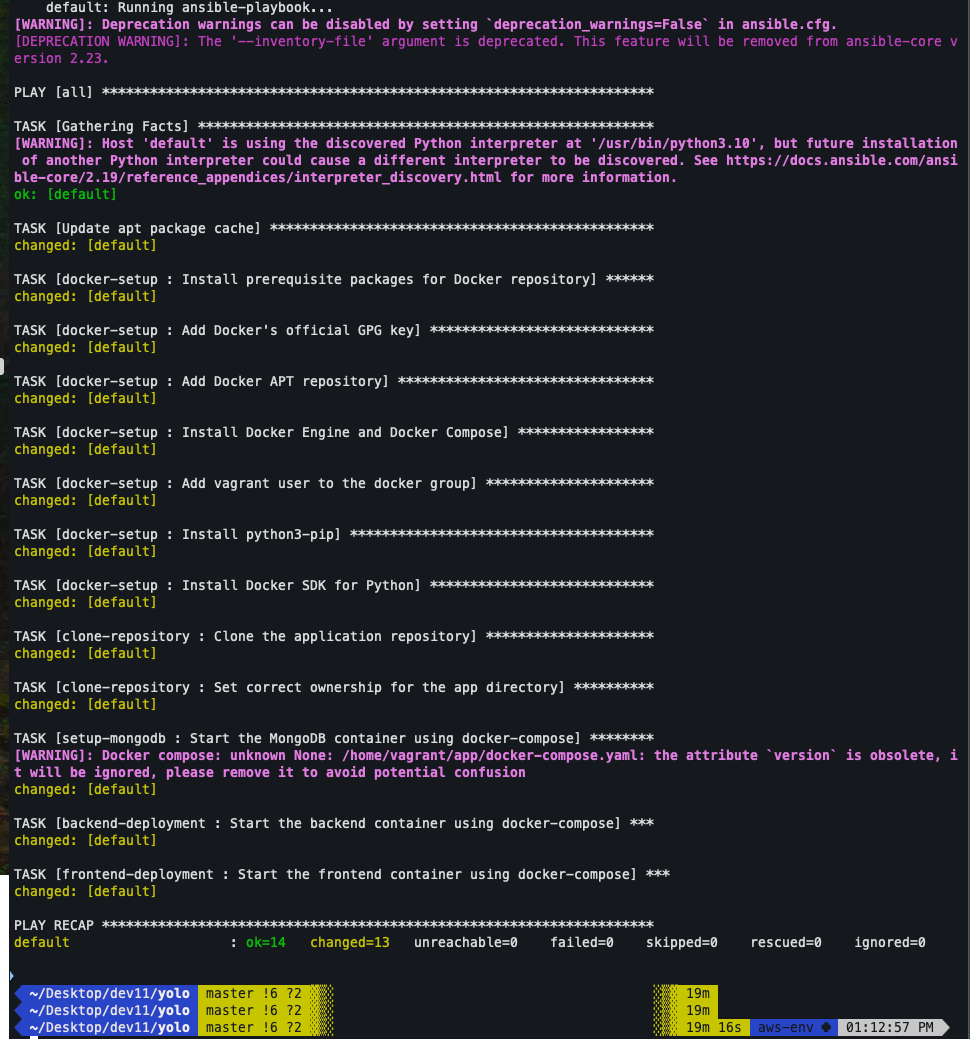 default: Running ansible-playbook...
[WARNING]: Deprecation warnings can be disabled by setting `deprecation_warnings=False` in ansible.cfg.
[DEPRECATION WARNING]: The '--inventory-file' argument is deprecated. This feature will be removed from ansible-core v
ersion 2.23.
PLAY [all] *********************************************************************
TASK [Gathering Facts] *********************************************************
[WARNING]: Host 'default' is using the discovered Python interpreter at '/usr/bin/python3.10', but future installation
of another Python interpreter could cause a different interpreter to be discovered. See https://docs.ansible.com/ansi
ble-core/2.19/reference_appendices/interpreter_discovery.html for more information.
ok: [default]
TASK [Update apt package cache] ************************************************
changed: [default]
TASK [docker-setup : Install prerequisite packages for Docker repository] ******
changed: [default]
TASK [docker-setup : Add Docker's official GPG key] ****************************
changed: [default]
TASK [docker-setup : Add Docker APT repository] ********************************
changed: [default]
TASK [docker-setup : Install Docker Engine and Docker Compose] *****************
changed: [default]
TASK [docker-setup : Add vagrant user to the docker group] *********************
changed: [default]
TASK [docker-setup : Install python3-pip] **************************************
changed: [default]
TASK [docker-setup : Install Docker SDK for Python] ****************************
changed: [default]
TASK [clone-repository : Clone the application repository] *********************
changed: [default]
TASK [clone-repository : Set correct ownership for the app directory] **********
changed: [default]
TASK [setup-mongodb : Start the MongoDB container using docker-compose] ********
[WARNING]: Docker compose: unknown None: /home/vagrant/app/docker-compose.yaml: the attribute `version` is obsolete, i
t will be ignored, please remove it to avoid potential confusion
changed: [default]
TASK [backend-deployment : Start the backend container using docker-compose] ***
changed: [default]
TASK [frontend-deployment : Start the frontend container using docker-compose] ***
changed: [default]
PLAY RECAP *********************************************************************
default : ok=14 changed=13 unreachable=0 failed=0 skipped=0 rescued=0 ignored=0
~/Desktop/dev11/yolo master !6 ?2 19m
~/Desktop/dev11/yolo master !6 ?2 19m
~/Desktop/dev11/yolo master !6 ?2 19m 16s aws-env 01:12:57 PM